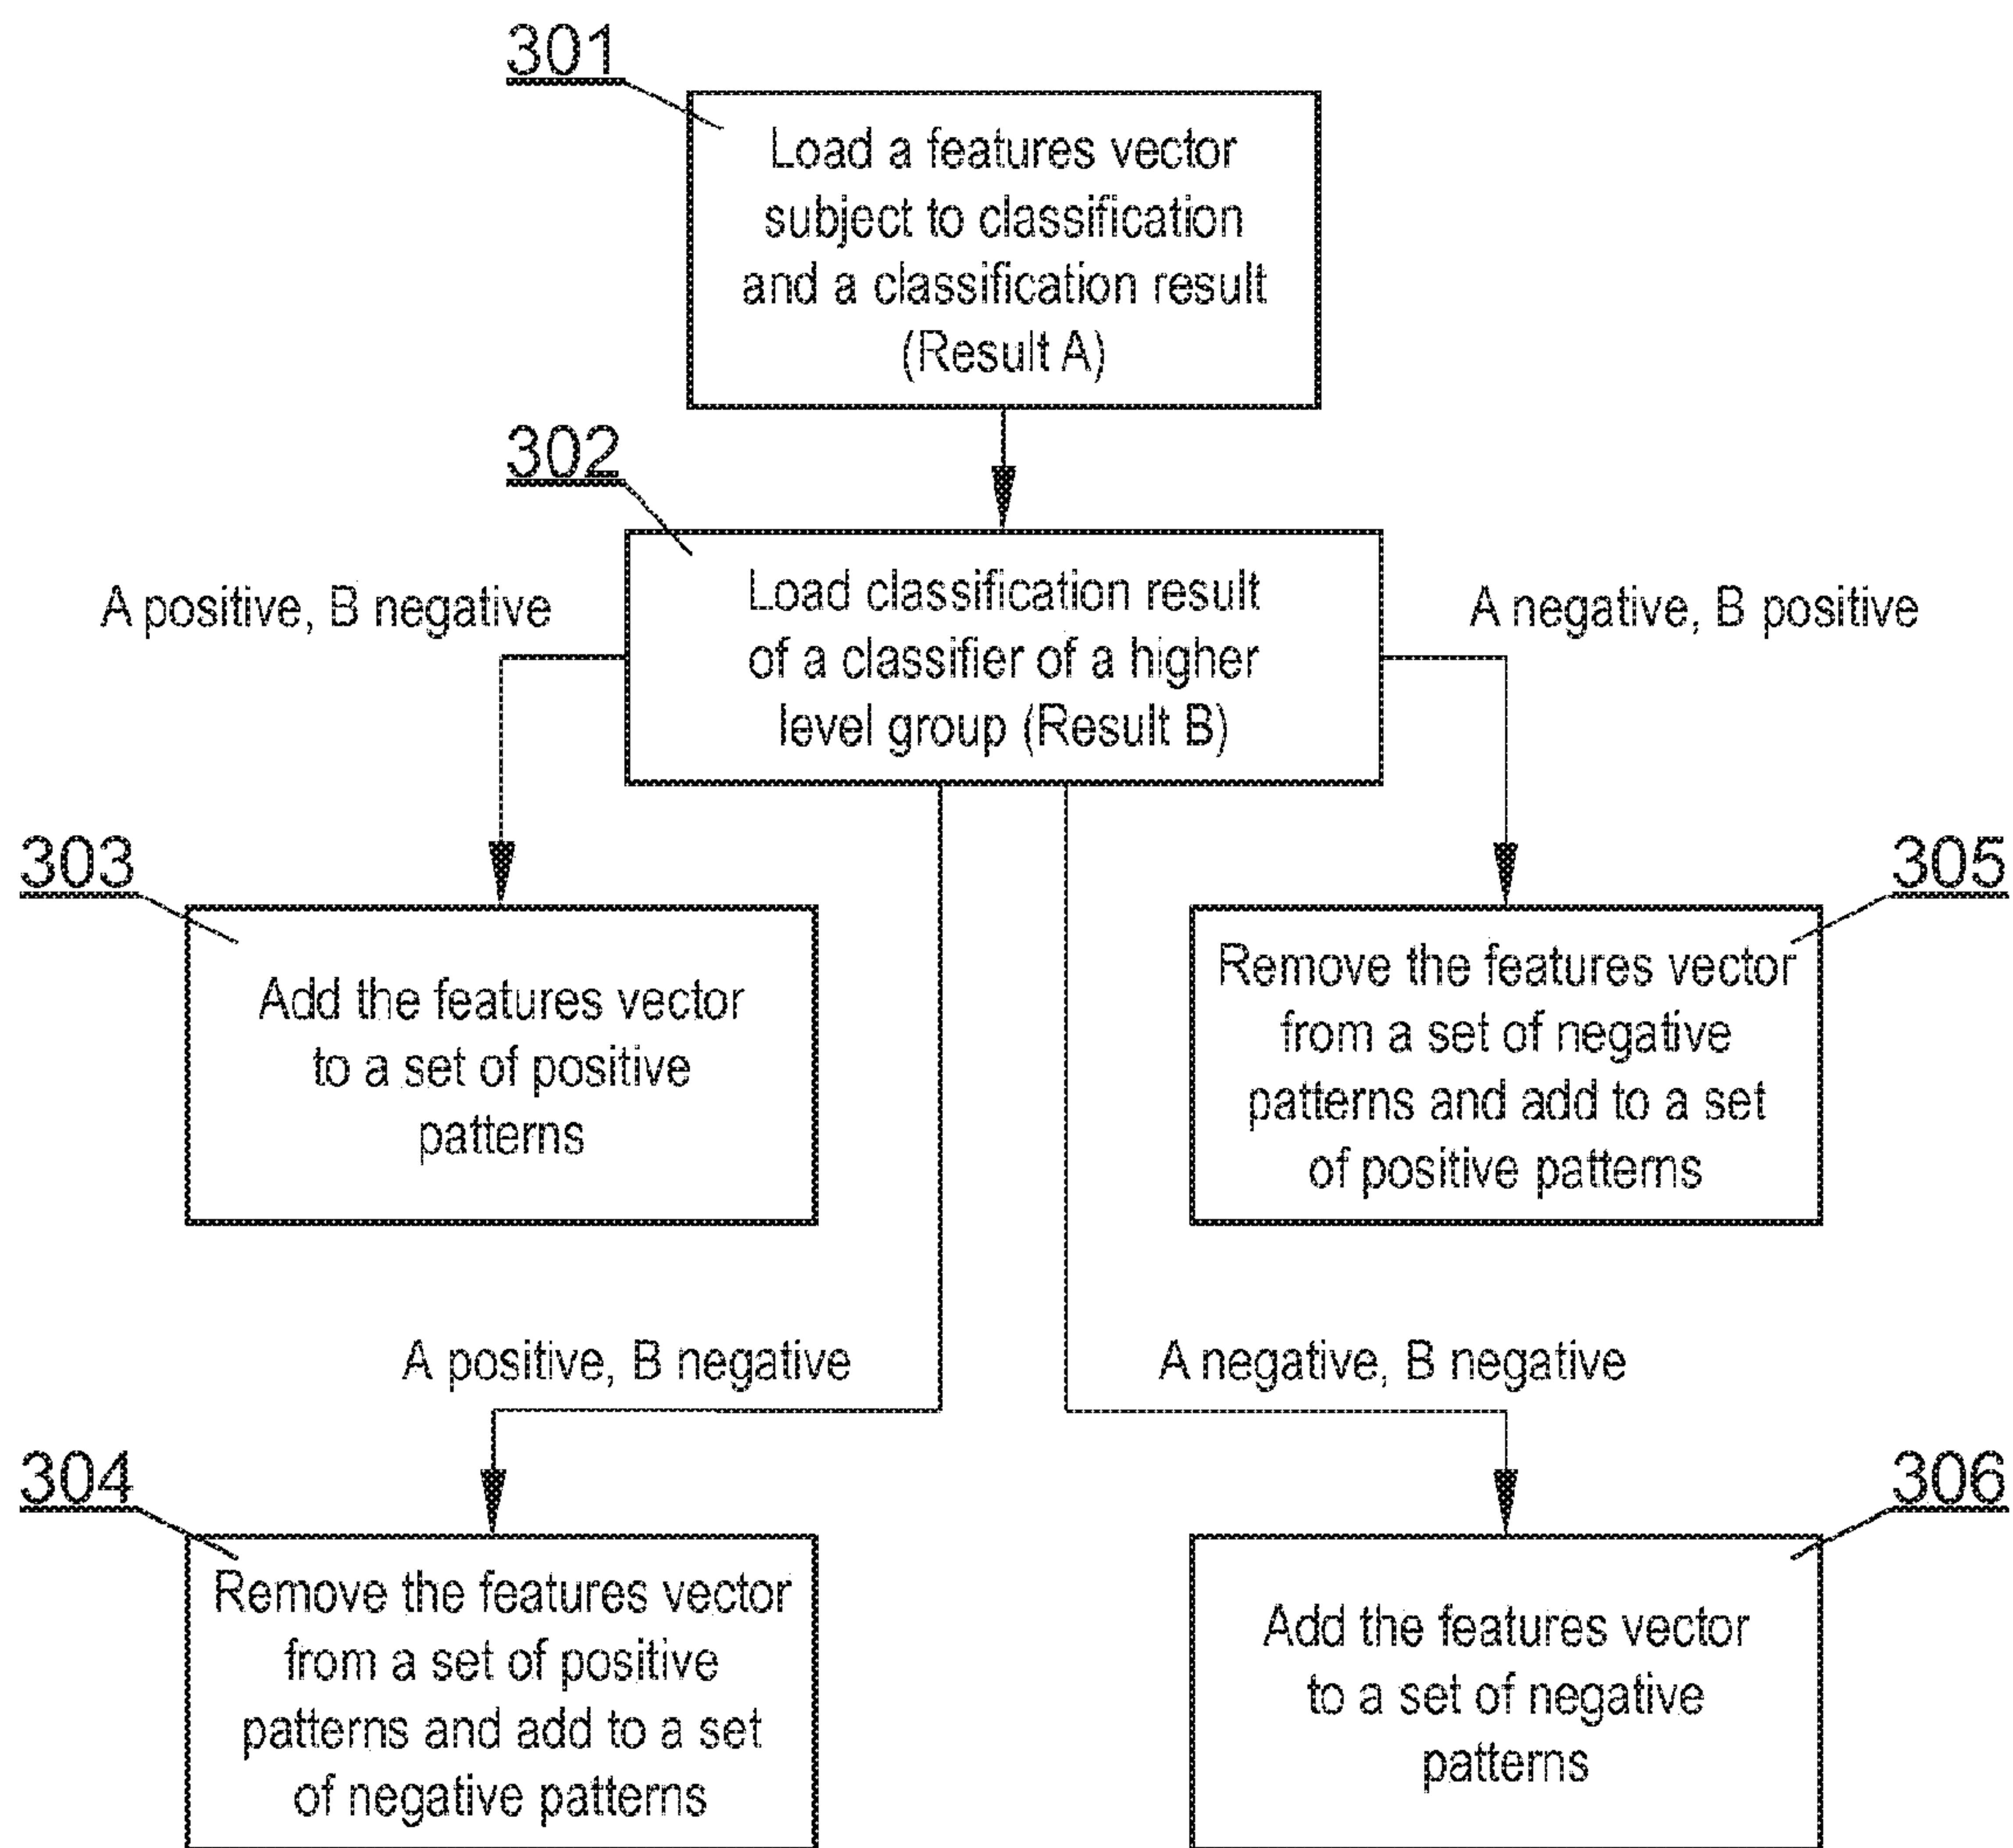 301
Load a features vector
subject to classification
and a classification result
(Result A)
302
Load classification result
of a classifier of a higher
level group (Result B)
A positive, B negative
A negative, B positive
303
Add the features vector
to a set of positive
patterns
305
Remove the features vector
from a set of negative
patterns and add to a set
of positive patterns
A positive, B negative
A negative, B negative
304
Remove the features vector
from a set of positive
patterns and add to a set
of negative patterns
306
Add the features vector
to a set of negative
patterns